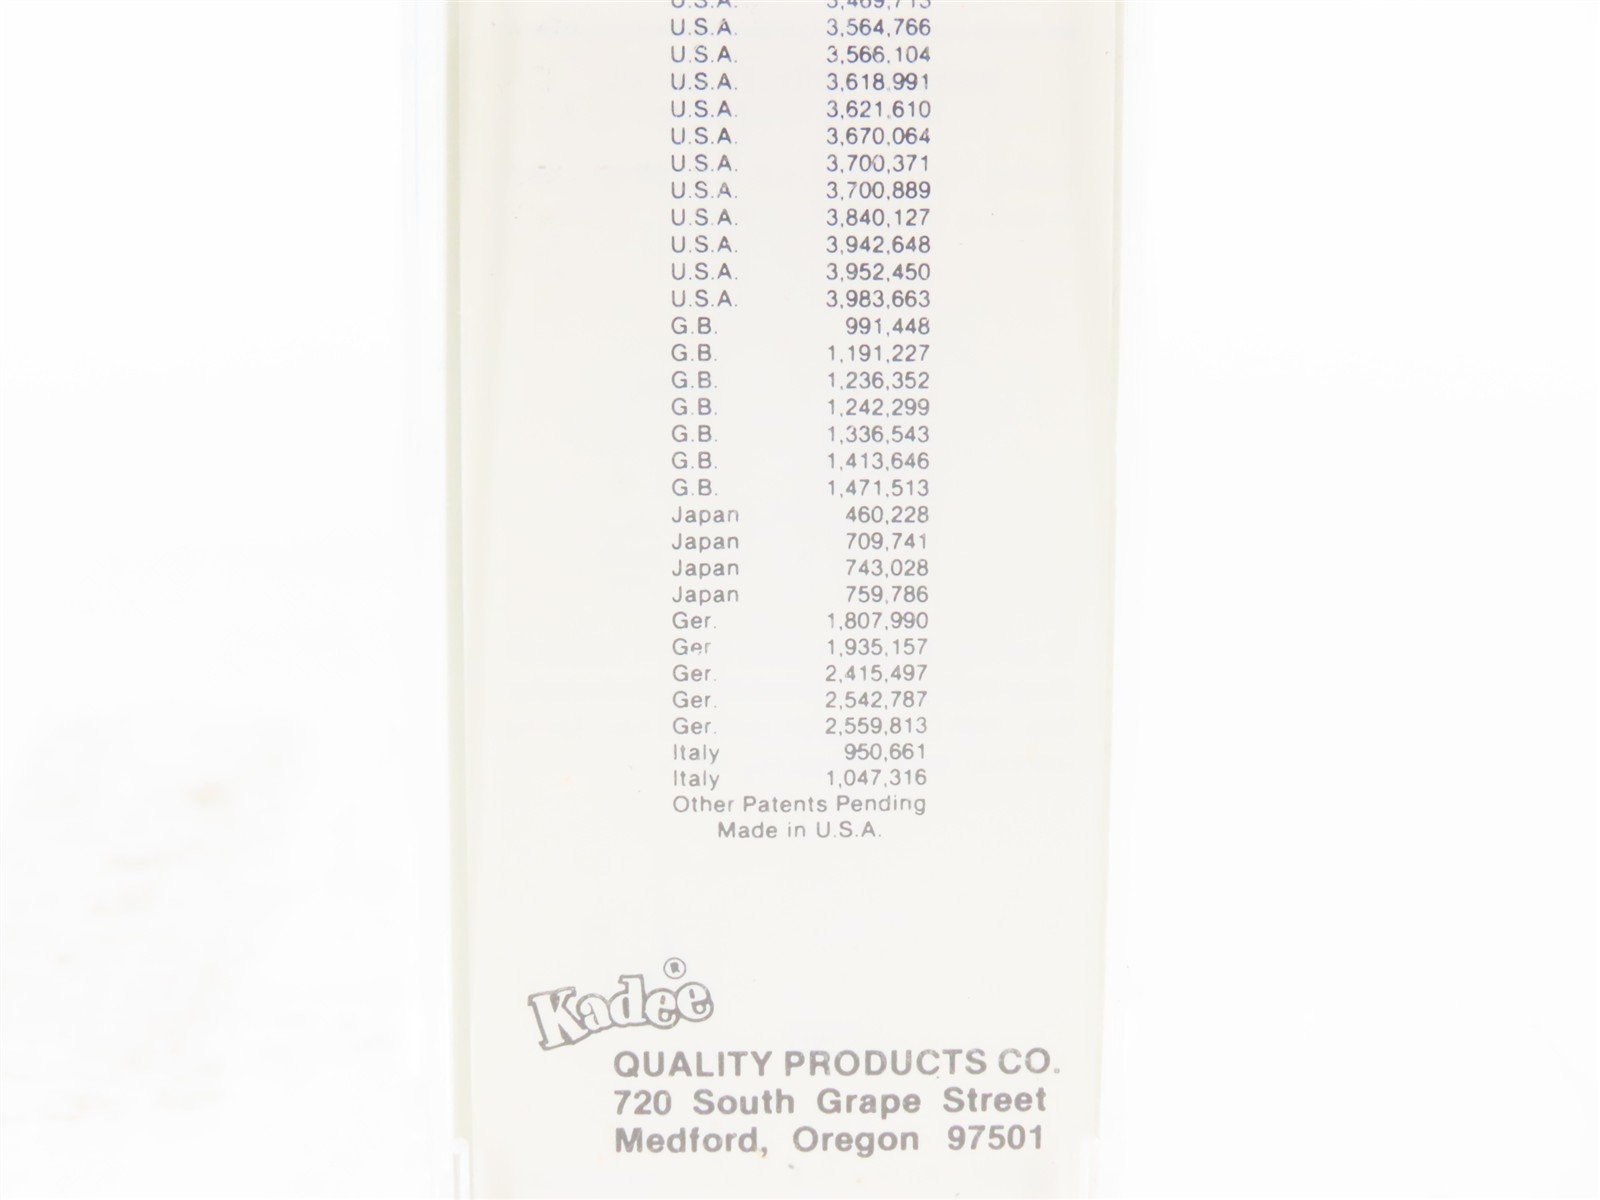 U.S.A. 3,469,713
U.S.A. 3,564,766
U.S.A. 3,566,104
U.S.A. 3,618,991
U.S.A. 3,621,610
U.S.A. 3,670,064
U.S.A. 3,700,371
U.S.A. 3,700,889
U.S.A. 3,840,127
U.S.A. 3,942,648
U.S.A. 3,952,450
U.S.A. 3,983,663
G.B. 991,448
G.B. 1,191,227
G.B. 1,236,352
G.B. 1,242,299
G.B. 1,336,543
G.B. 1,413,646
G.B. 1,471,513
Japan 460,228
Japan 709,741
Japan 743,028
Japan 759,786
Ger. 1,807,990
Ger 1,935,157
Ger. 2,415,497
Ger. 2,542,787
Ger. 2,559,813
Italy 950,661
Italy 1,047,316
Other Patents Pending
Made in U.S.A.
Kadee ®
QUALITY PRODUCTS CO.
720 South Grape Street
Medford, Oregon 97501